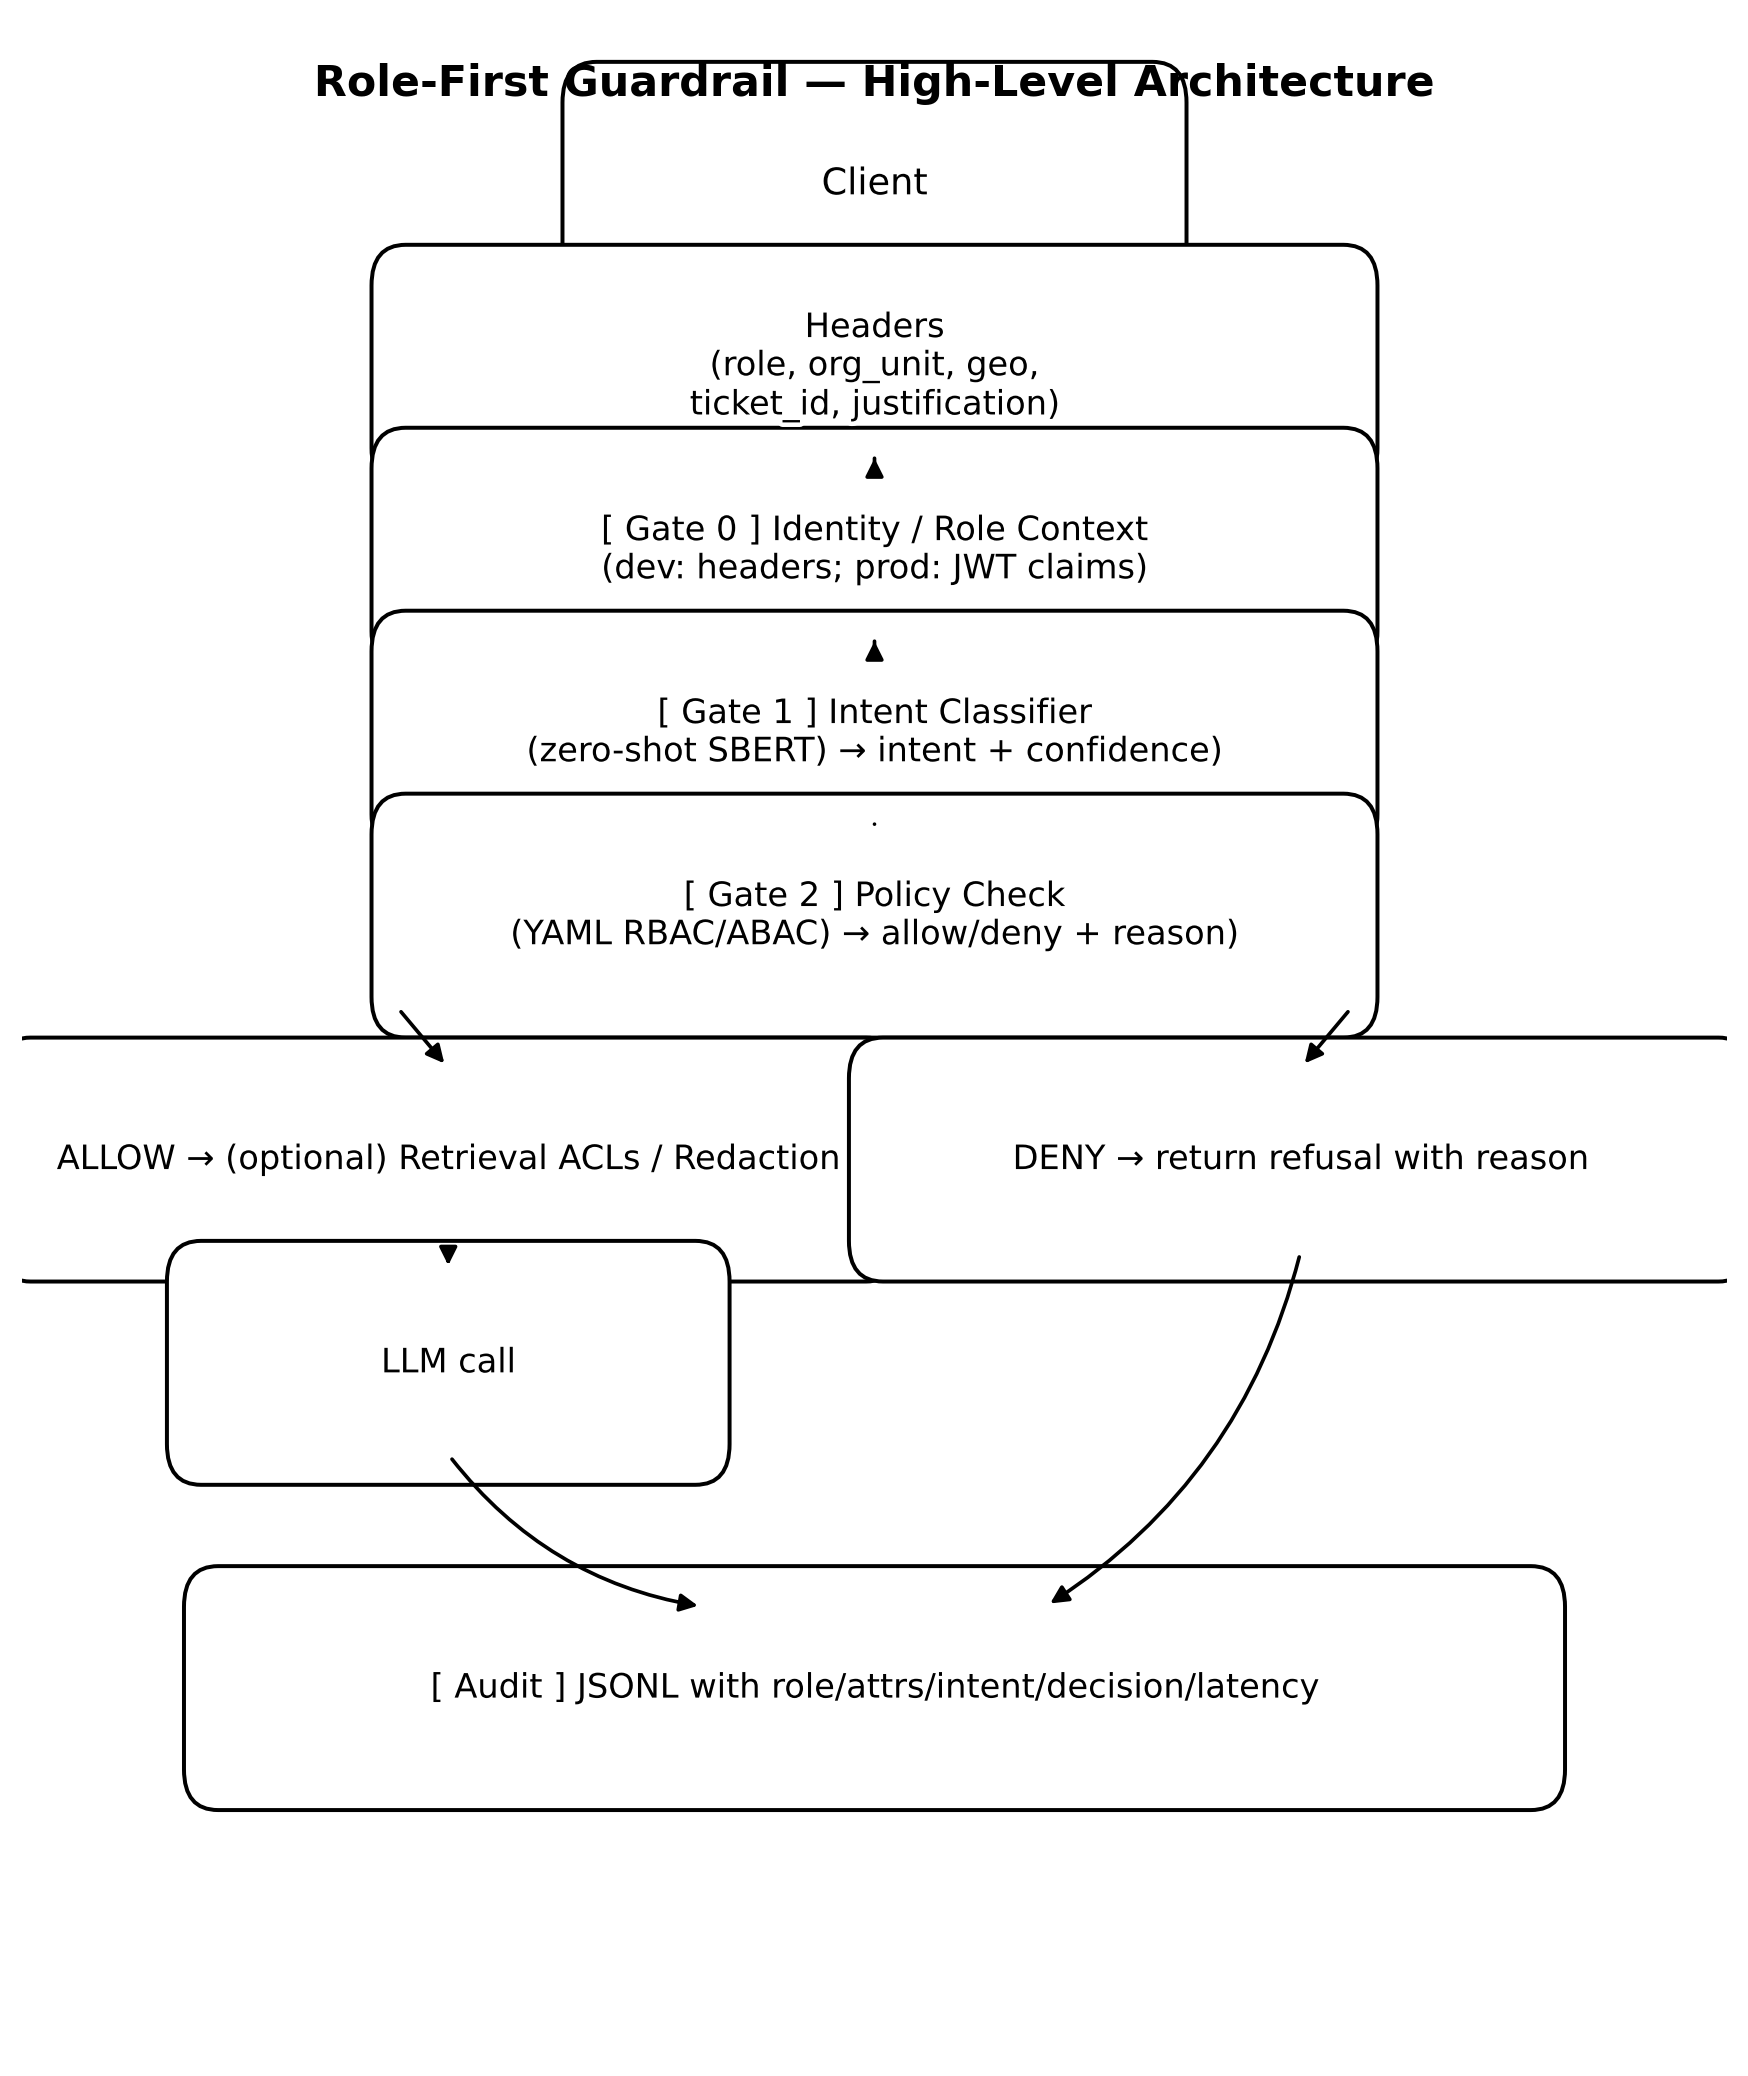 Role-First Guardrail — High-Level Architecture
Client
Headers
(role, org_unit, geo,
ticket_id, justification)
[ Gate 0 ] Identity / Role Context
(dev: headers; prod: JWT claims)
[ Gate 1 ] Intent Classifier
(zero-shot SBERT) → intent + confidence)
[ Gate 2 ] Policy Check
(YAML RBAC/ABAC) → allow/deny + reason)
ALLOW → (optional) Retrieval ACLs / Redaction
DENY → return refusal with reason
LLM call
[ Audit ] JSONL with role/attrs/intent/decision/latency